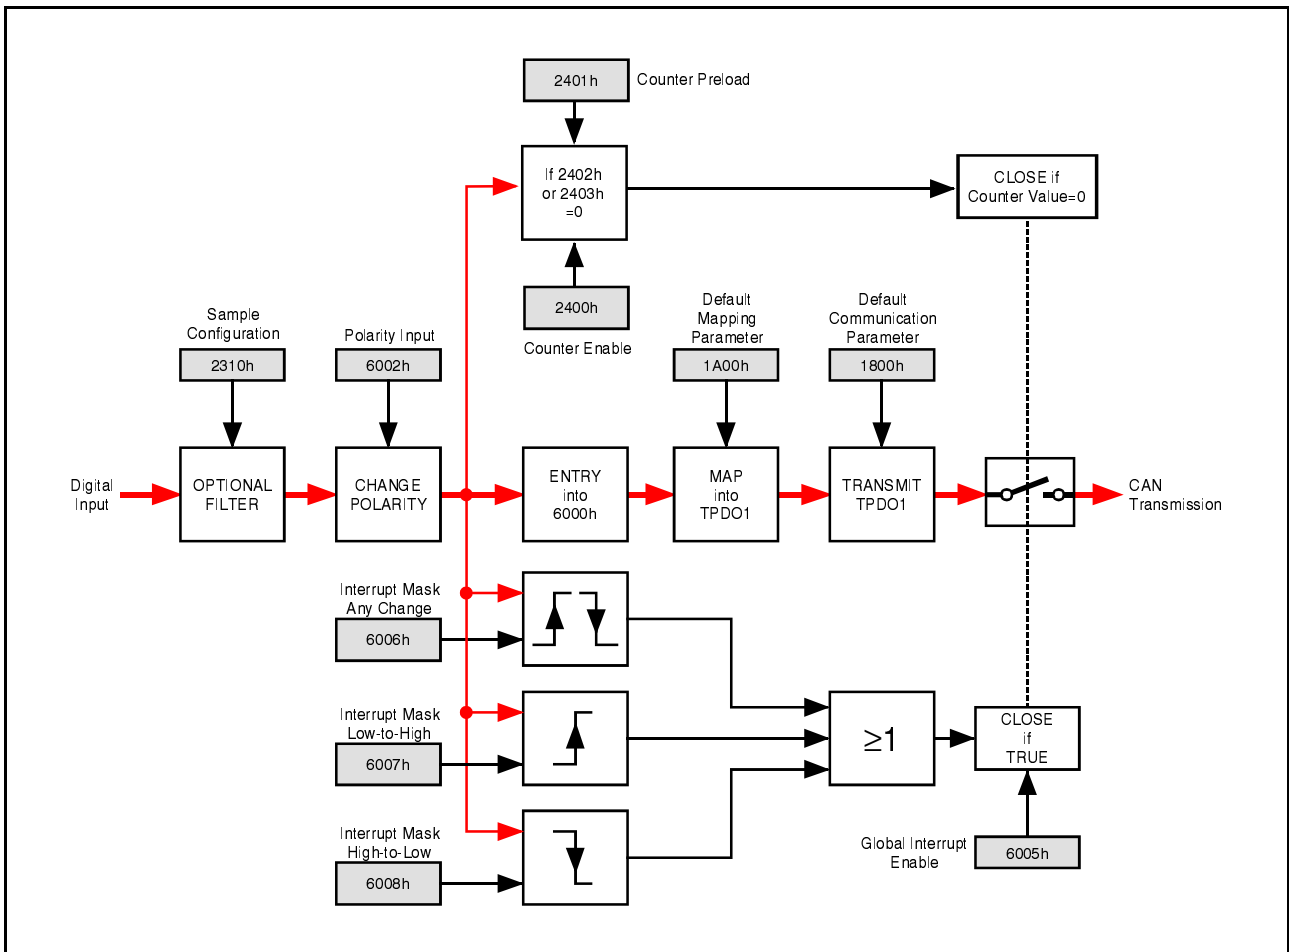 2401h
Counter Preload
If 2402h
or 2403h
=0
CLOSE if
Counter Value=0
2400h
Counter Enable
Sample
Configuration
2310h
Polarity Input
6002h
Default
Mapping
Parameter
1A00h
Default
Communication
Parameter
1800h
Digital
Input
OPTIONAL
FILTER
CHANGE
POLARITY
ENTRY
into
6000h
MAP
into
TPDO1
TRANSMIT
TPDO1
CAN
Transmission
Interrupt Mask
Any Change
6006h
Interrupt Mask
Low-to-High
6007h
≥1
CLOSE
if
TRUE
Interrupt Mask
High-to-Low
6008h
Global Interrupt
Enable
6005h